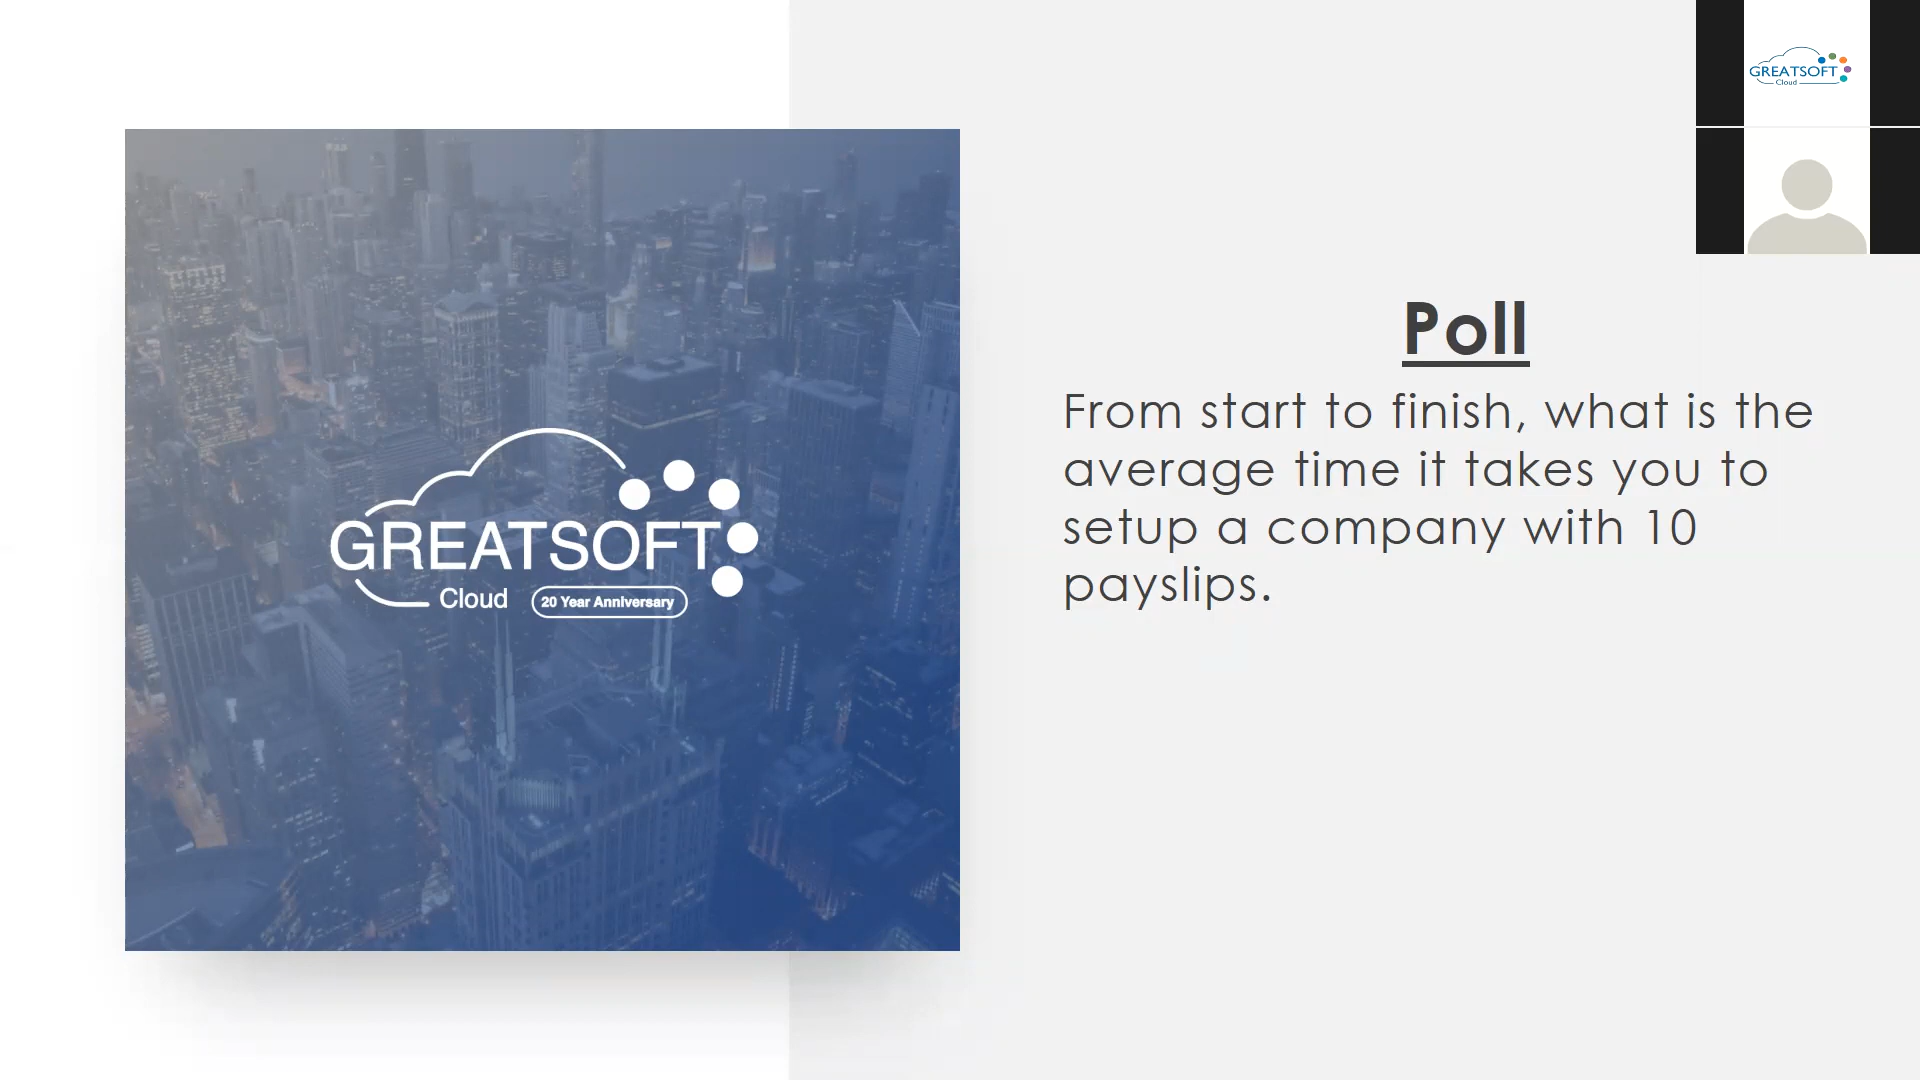 GREATSOFT
Cloud
Poll
From start to finish, what is the
average time it takes you to
setup a company with 10
payslips.
GREATSOFT
Cloud 20 Year Anniversary